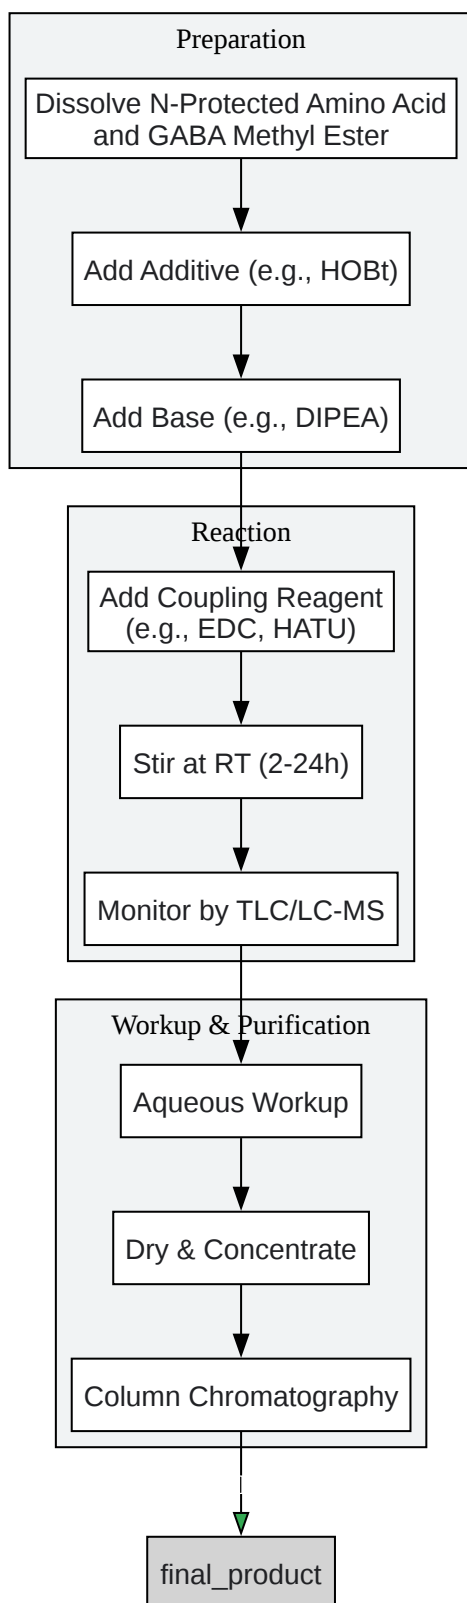 Preparation
Dissolve N-Protected Amino Acid
and GABA Methyl Ester
Add Additive (e.g., HOBt)
Add Base (e.g., DIPEA)
Reaction
Add Coupling Reagent
(e.g., EDC, HATU)
Stir at RT (2-24h)
Monitor by TLC/LC-MS
Workup & Purification
Aqueous Workup
Dry & Concentrate
Column Chromatography
final_product